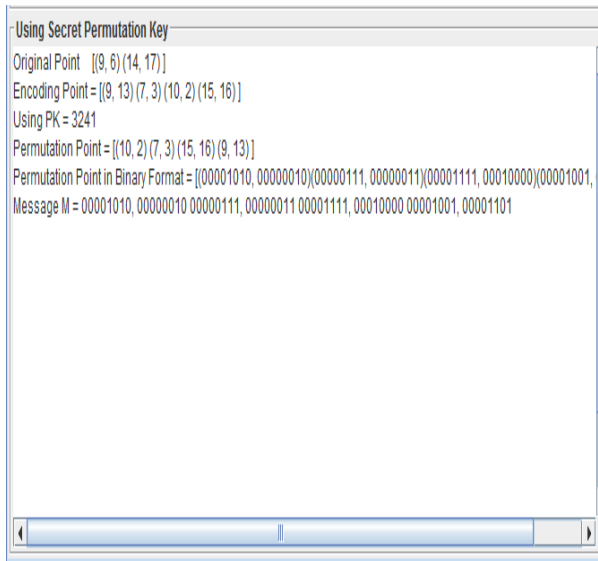 Using Secret Permutation Key
Original Point [(9, 6) (14, 17) ]
Encoding Point = [(9, 13) (7, 3) (10, 2) (15, 16) ]
Using PK = 3241
Permutation Point = [(10, 2) (7, 3) (15, 16) (9, 13) ]
Permutation Point in Binary Format = [(00001010, 00000010)(00000111, 00000011)(00001111, 00010000)(00001001,
Message M = 00001010, 00000010 00000111, 00000011 00001111, 00010000 00001001, 00001101